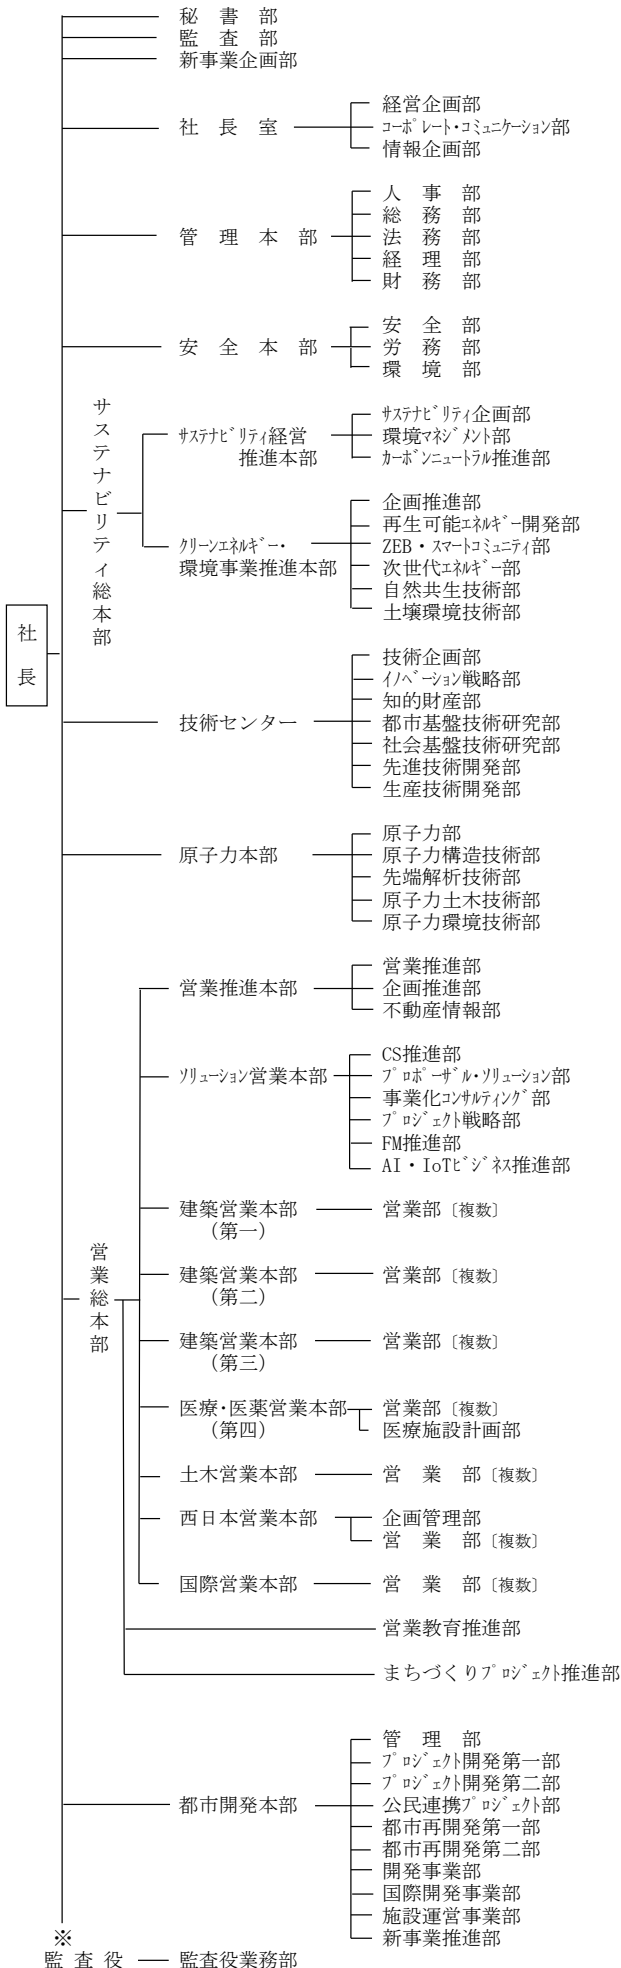 秘書部
監査部
新事業企画部
社長室
経営企画部
コーポレート・コミュニケーション部
情報企画部
管理本部
人事部
総務部
法務部
経理部
財務部
安全本部
安全部
労務部
環境部
サステナビリティ総本部
サステナビリティ経営
推進本部
サステナビリティ企画部
環境マネジメント部
カーボンニュートラル推進部
クリーンエネルギー・
環境事業推進本部
企画推進部
再生可能エネルギー開発部
ZEB・スマートコミュニティ部
次世代エネルギー部
自然共生技術部
土壌環境技術部
社長
技術センター
技術企画部
イノベーション戦略部
知的財産部
都市基盤技術研究部
社会基盤技術研究部
先進技術開発部
生産技術開発部
原子力本部
原子力部
原子力構造技術部
先端解析技術部
原子力土木技術部
原子力環境技術部
営業総本部
営業推進本部
営業推進部
企画推進部
不動産情報部
ソリューション営業本部
CS推進部
プロポーザル・ソリューション部
事業化コンサルティング部
プロジェクト戦略部
FM推進部
AI・IoTビジネス推進部
建築営業本部
(第一)
営業部〔複数〕
建築営業本部
(第二)
営業部〔複数〕
建築営業本部
(第三)
営業部〔複数〕
医療・医薬営業本部
(第四)
営業部〔複数〕
医療施設計画部
土木営業本部
営業部〔複数〕
西日本営業本部
企画管理部
営業部〔複数〕
国際営業本部
営業部〔複数〕
営業教育推進部
まちづくりプロジェクト推進部
都市開発本部
管理部
プロジェクト開発第一部
プロジェクト開発第二部
公民連携プロジェクト部
都市再開発第一部
都市再開発第二部
開発事業部
国際開発事業部
施設運営事業部
新事業推進部
※
監査役
監査役業務部